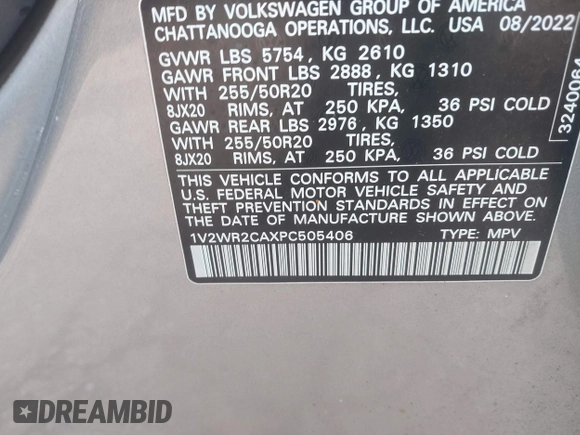 MFD BY VOLKSWAGEN GROUP OF AMERICA
CHATTANOOGA OPERATIONS, LLC. USA 08/2022
GVWR LBS 5754, KG 2610
GAWR FRONT LBS 2888, KG 1310
WITH 255/50R20 TIRES,
8JX20 RIMS, AT 250 KPA, 36 PSI COLD
GAWR REAR LBS 2976, KG 1350
WITH 255/50R20 TIRES,
8JX20 RIMS, AT 250 KPA, 36 PSI COLD
THIS VEHICLE CONFORMS TO ALL APPLICABLE
U.S. FEDERAL MOTOR VEHICLE SAFETY AND
THEFT PREVENTION STANDARDS IN EFFECT ON
THE DATE OF MANUFACTURE SHOWN ABOVE.
1V2WR2CAXPC505406 TYPE: MPV
3240064
DREAMBID